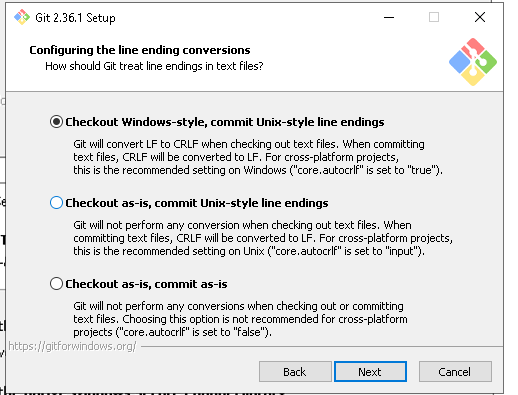 Git 2.36.1 Setup
Configuring the line ending conversions
How should Git treat line endings in text files?
Checkout Windows-style, commit Unix-style line endings
Git will convert LF to CRLF when checking out text files. When committing
text files, CRLF will be converted to LF. For cross-platform projects,
this is the recommended setting on Windows ("core.autocrlf" is set to "true").
Checkout as-is, commit Unix-style line endings
Git will not perform any conversion when checking out text files. When
committing text files, CRLF will be converted to LF. For cross-platform projects,
this is the recommended setting on Unix ("core.autocrlf" is set to "input").
Checkout as-is, commit as-is
Git will not perform any conversions when checking out or committing
text files. Choosing this option is not recommended for cross-platform
projects ("core.autocrlf" is set to "false").
https://gitforwindows.org/
Back
Next
Cancel